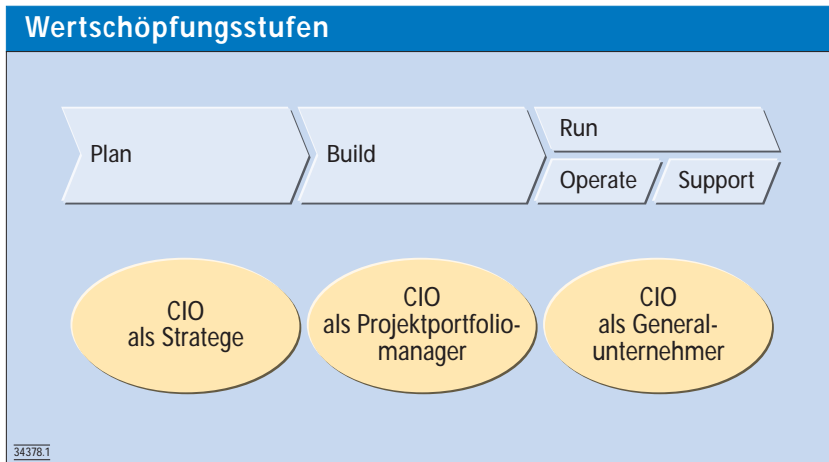 Wertschöpfungsstufen
Plan
Build
Run
Operate
Support
CIO
als Stratege
CIO
als Projektportfolio-
manager
CIO
als General-
unternehmer
34378.1